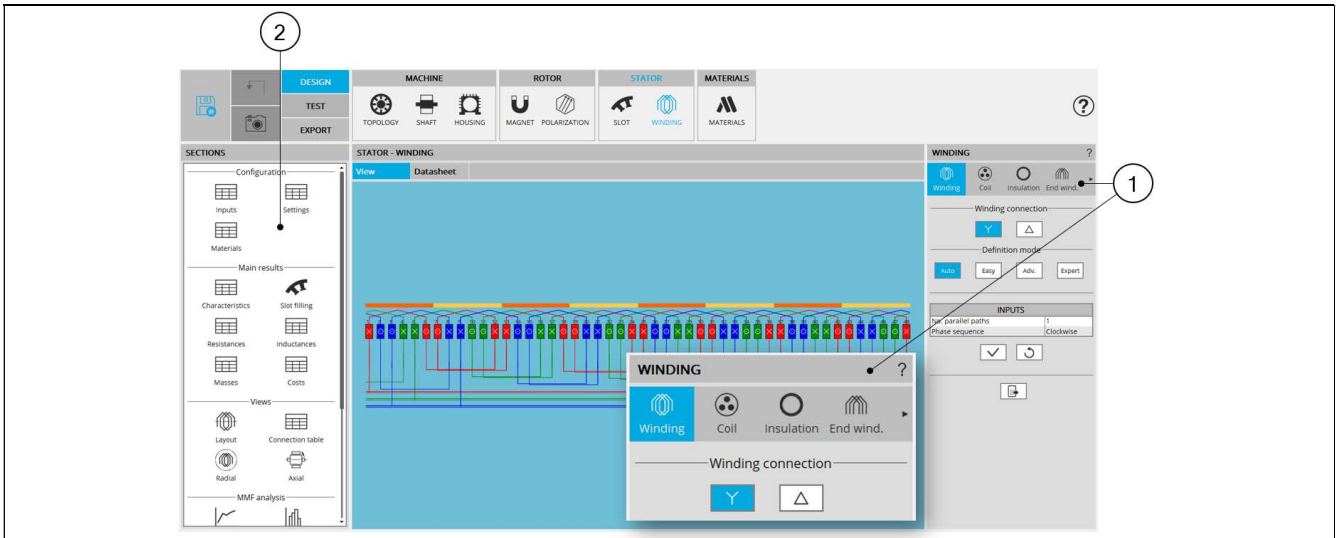 2
DESIGN
TEST
EXPORT
MACHINE
TOPOLOGY SHAFT HOUSING
ROTOR
MAGNET POLARIZATION
STATOR
SLOT WINDING
MATERIALS
MATERIALS
?
SECTIONS
Configuration
Inputs Settings
Materials
Main results
Characteristics Slot filling
Resistances Inductances
Masses Costs
Views
Layout Connection table
Radial Axial
MMF analysis
STATOR - WINDING
View Datasheet
WINDING ?
Winding Coil Insulation End wind.
Winding connection
Definition mode
Auto Easy Adv. Expert
INPUTS
No. parallel paths 1
Phase sequence Clockwise
1
WINDING ?
Winding Coil Insulation End wind.
Winding connection